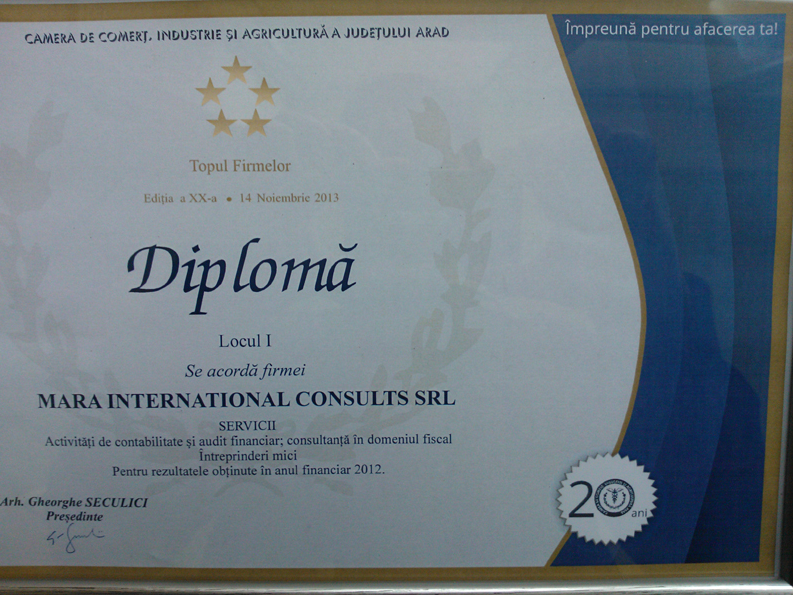 CAMERA DE COMERȚ, INDUSTRIE ȘI AGRICULTURĂ A JUDEȚULUI ARAD
Împreună pentru afacerea ta!
Topul Firmelor
Ediția a XX-a • 14 Noiembrie 2013
Diplomă
Locul I
Se acordă firmei
MARA INTERNATIONAL CONSULTS SRL
SERVICII
Activități de contabilitate și audit financiar; consultanță în domeniul fiscal
Întreprinderi mici
Pentru rezultatele obținute în anul financiar 2012.
Arh. Gheorghe SECULICI
Președinte
20 ani